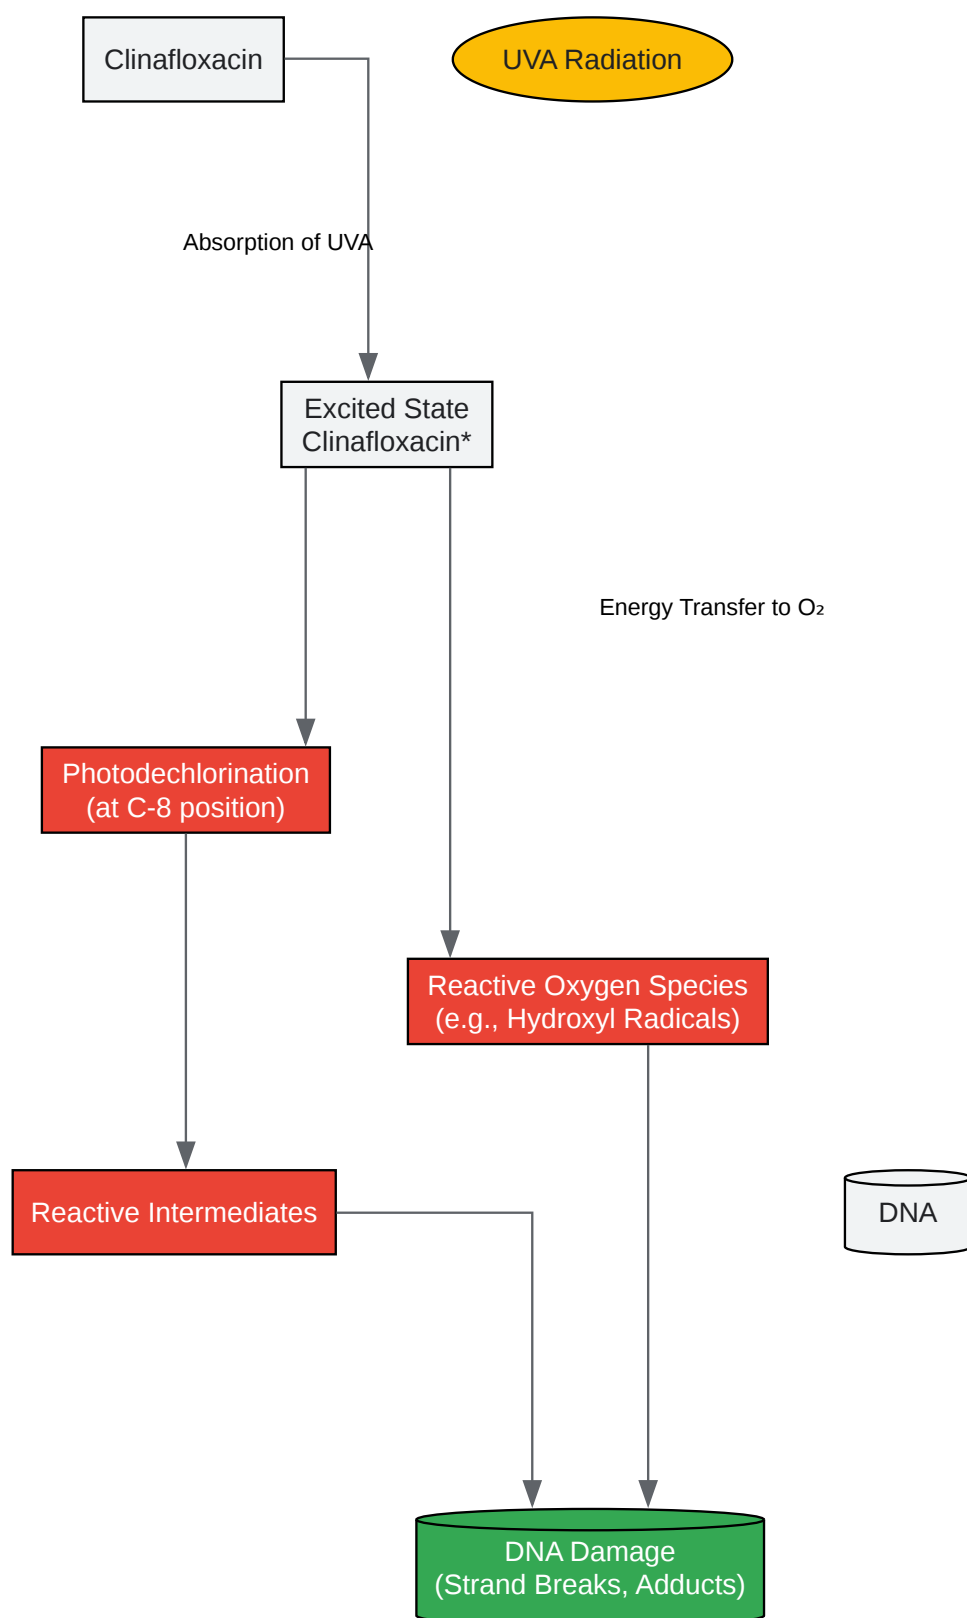 Clinafloxacin
UVA Radiation
Absorption of UVA
Excited State
Clinafloxacin*
Energy Transfer to O₂
Photodechlorination
(at C-8 position)
Reactive Oxygen Species
(e.g., Hydroxyl Radicals)
Reactive Intermediates
DNA
DNA Damage
(Strand Breaks, Adducts)